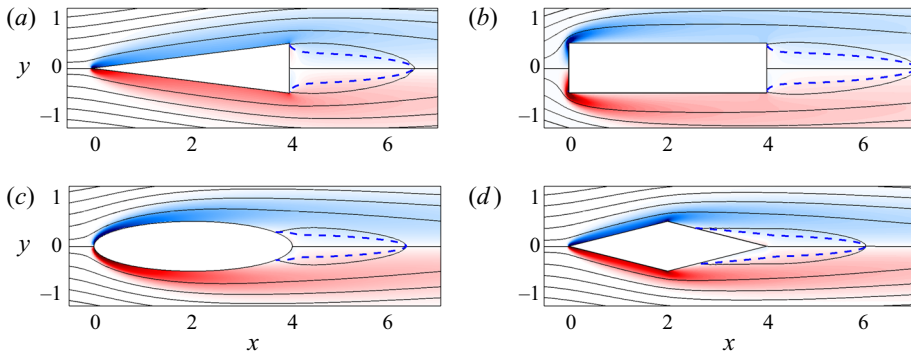 (a) (b)
1 1
y 0 0
–1 –1
0 2 4 6 0 2 4 6
(c) (d)
1 1
y 0 y 0
–1 –1
0 2 4 6 0 2 4 6
x x